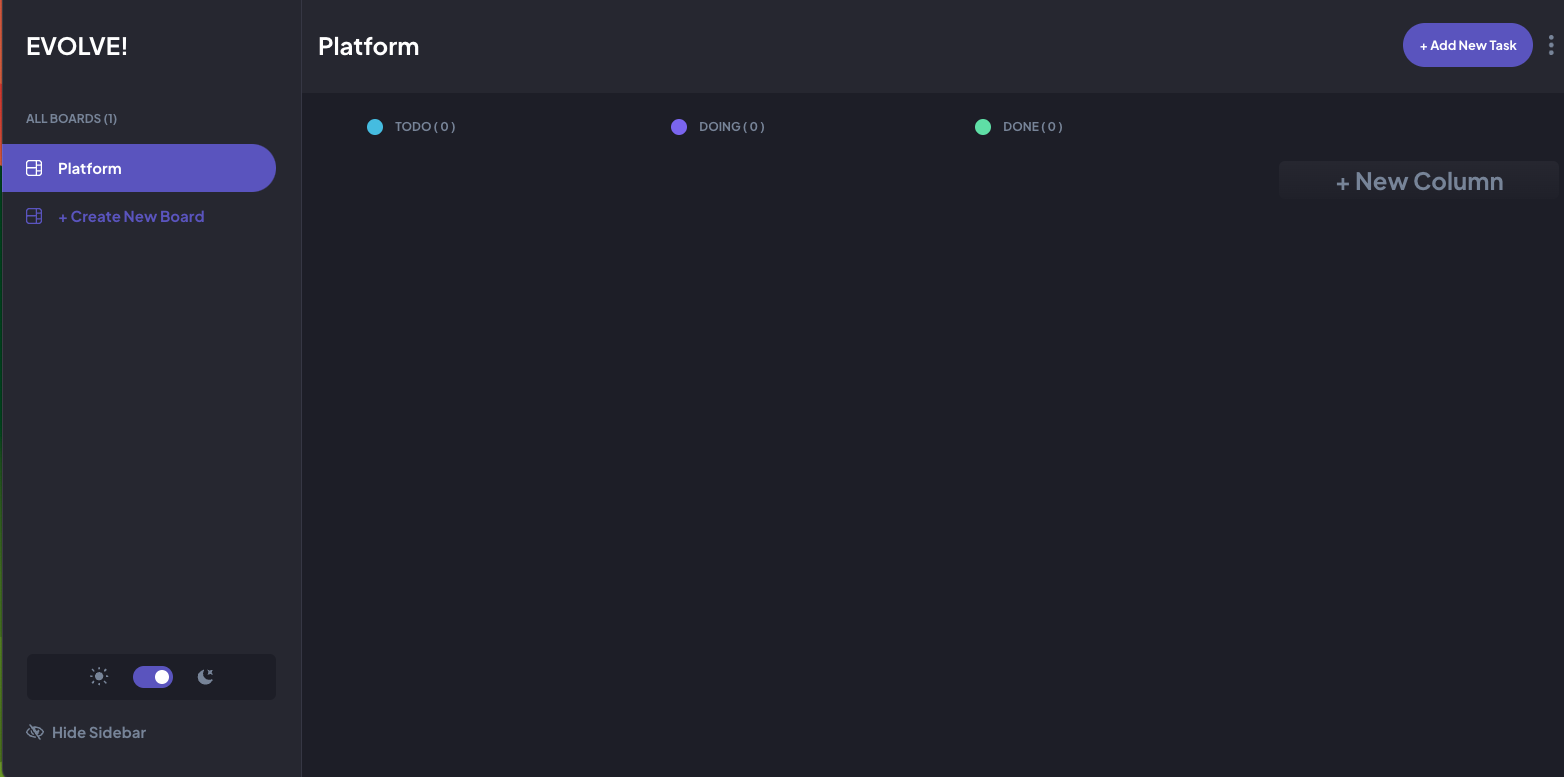 EVOLVE!
ALL BOARDS (1)
Platform
+ Create New Board
Hide Sidebar
Platform
+ Add New Task
TODO ( 0 )
DOING ( 0 )
DONE ( 0 )
+ New Column